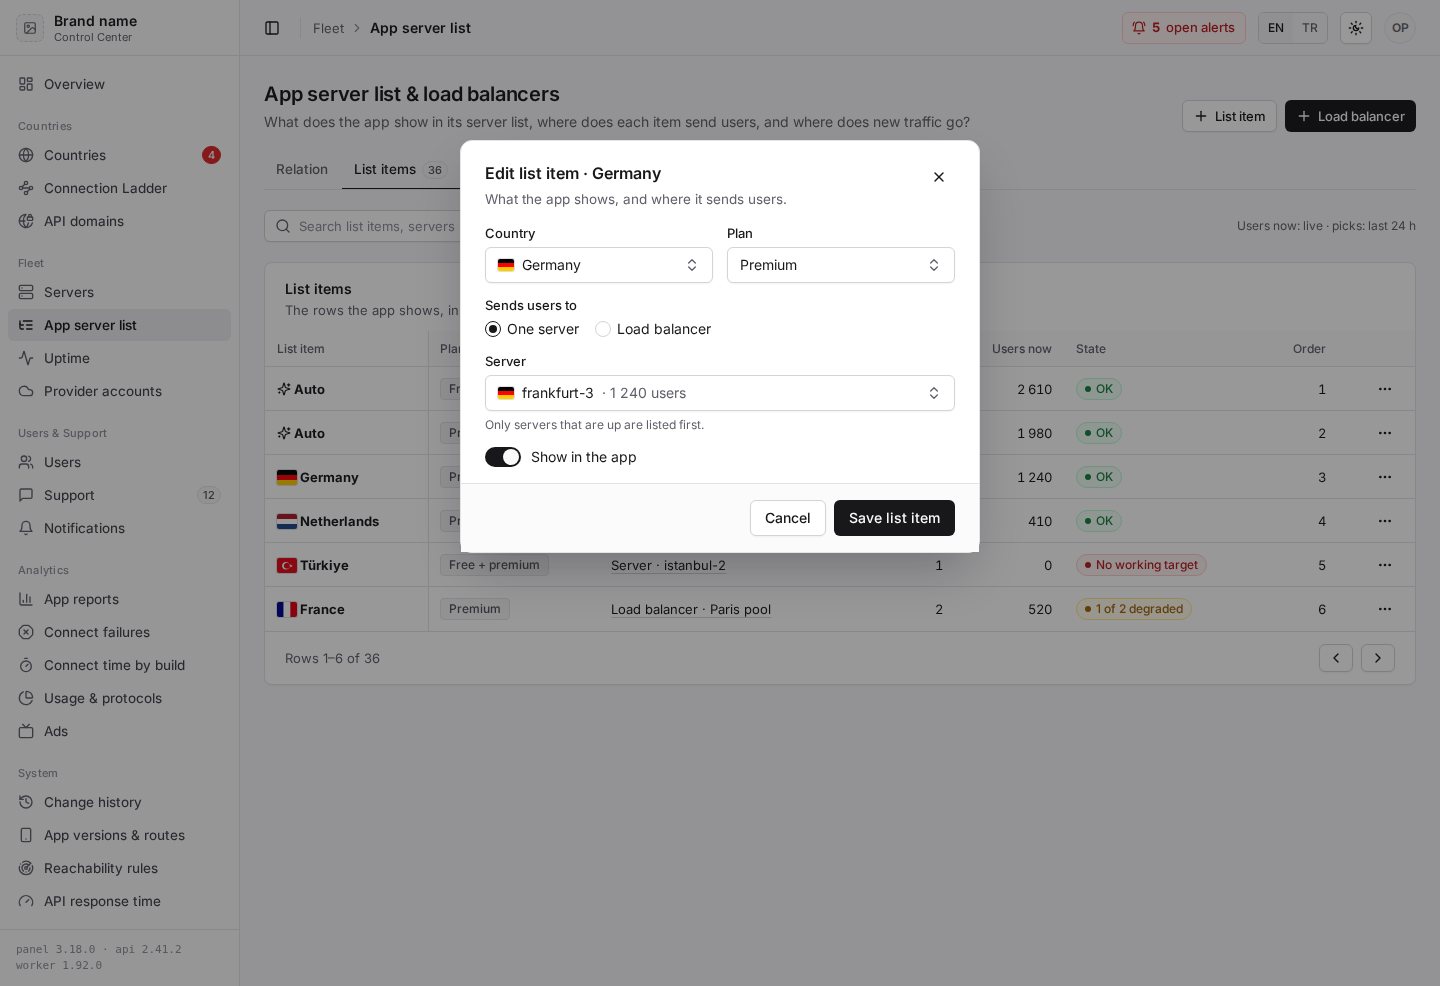 Brand name
Control Center
Fleet
App server list
5 open alerts
EN
TR
OP
Overview
Countries
Countries
4
Connection Ladder
API domains
Fleet
Servers
App server list
Uptime
Provider accounts
Users & Support
Users
Support
12
Notifications
Analytics
App reports
Connect failures
Connect time by build
Usage & protocols
Ads
System
Change history
App versions & routes
Reachability rules
API response time
panel 3.18.0 · api 2.41.2
worker 1.92.0
App server list & load balancers
What does the app show in its server list, where does each item send users, and where does new traffic go?
List item
Load balancer
Relation
List items 36
Search list items, servers
Users now: live · picks: last 24 h
List items
The rows the app shows, in
List item
Users now
State
Order
Auto
2 610
OK
1
Auto
1 980
OK
2
Germany
1 240
OK
3
Netherlands
410
OK
4
Türkiye
Free + premium
Server · istanbul-2
1
0
No working target
5
France
Premium
Load balancer · Paris pool
2
520
1 of 2 degraded
6
Rows 1–6 of 36
Edit list item · Germany
What the app shows, and where it sends users.
Country
Plan
Germany
Premium
Sends users to
One server
Load balancer
Server
frankfurt-3 · 1 240 users
Only servers that are up are listed first.
Show in the app
Cancel
Save list item